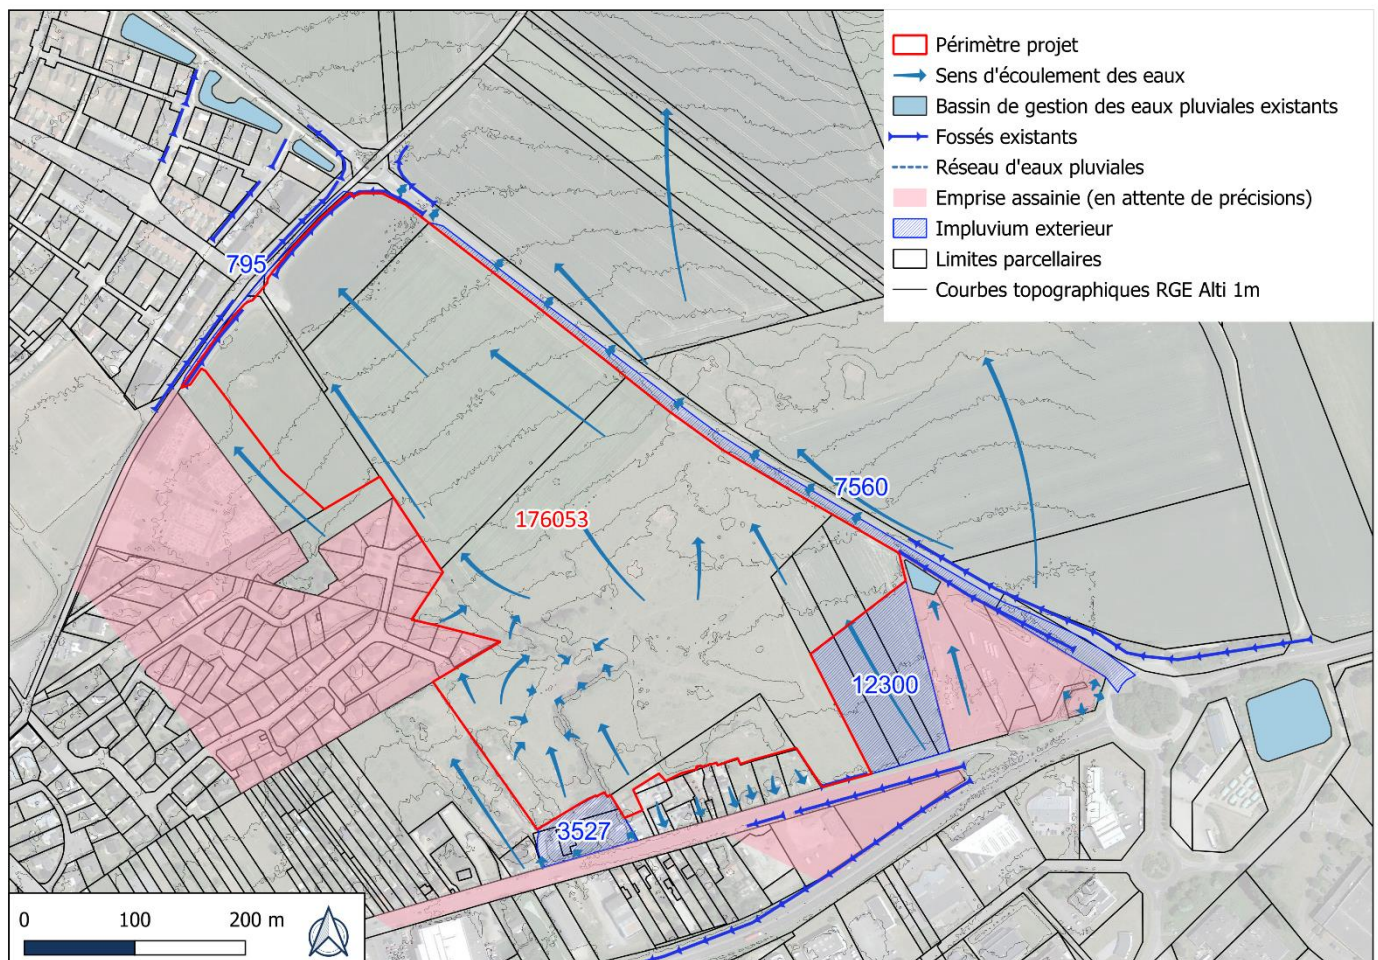 Périmètre projet
Sens d'écoulement des eaux
Bassin de gestion des eaux pluviales existants
Fossés existants
Réseau d'eaux pluviales
Emprise assainie (en attente de précisions)
Impluvium exterieur
Limites parcellaires
Courbes topographiques RGE Alti 1m
795
7560
176053
12300
3527
0 100 200 m